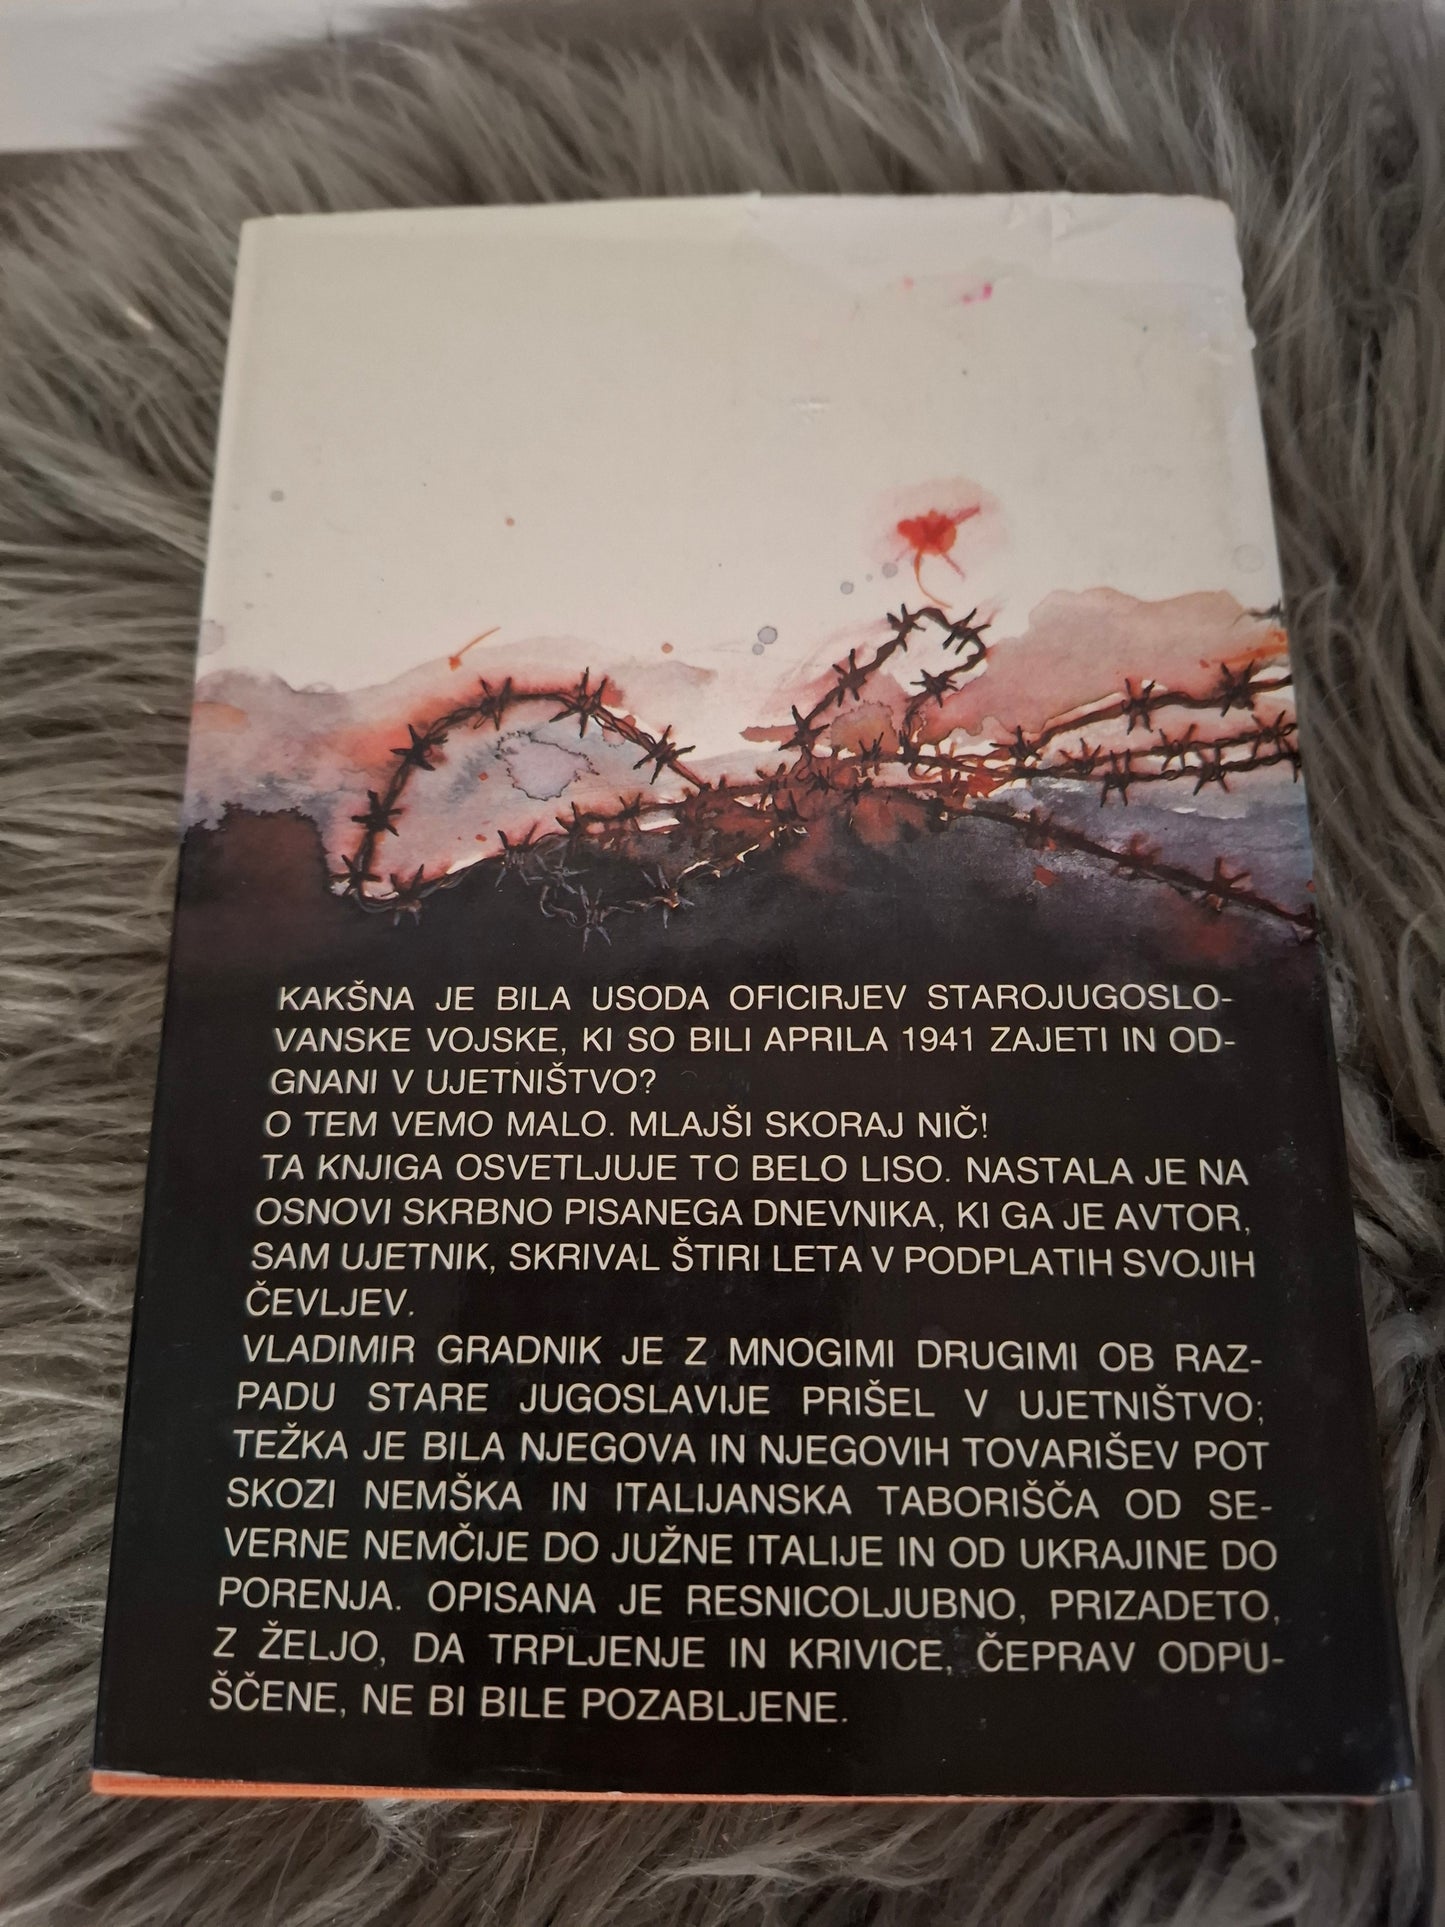 KAKŠNA JE BILA USODA OFICIRJEV STAROJUGOSLO-
VANSKE VOJSKE, KI SO BILI APRILA 1941 ZAJETI IN OD-
GNANI V UJETNIŠTVO?
O TEM VEMO MALO. MLAJŠI SKORAJ NIČ!
TA KNJIGA OSVETLJUJE TO BELO LISO. NASTALA JE NA
OSNOVI SKRBNO PISANEGA DNEVNIKA, KI GA JE AVTOR,
SAM UJETNIK, SKRIVAL ŠTIRI LETA V PODPLATIH SVOJIH
ČEVLJEV.
VLADIMIR GRADNIK JE Z MNOGIMI DRUGIMI OB RAZ-
PADU STARE JUGOSLAVIJE PRIŠEL V UJETNIŠTVO;
TEŽKA JE BILA NJEGOVA IN NJEGOVIH TOVARIŠEV POT
SKOZI NEMŠKA IN ITALIJANSKA TABORIŠČA OD SE-
VERNE NEMČIJE DO JUŽNE ITALIJE IN OD UKRAJINE DO
PORENJA. OPISANA JE RESNICOLJUBNO, PRIZADETO,
Z ŽELJO, DA TRPLJENJE IN KRIVICE, ČEPRAV ODPU-
ŠČENE, NE BI BILE POZABLJENE.